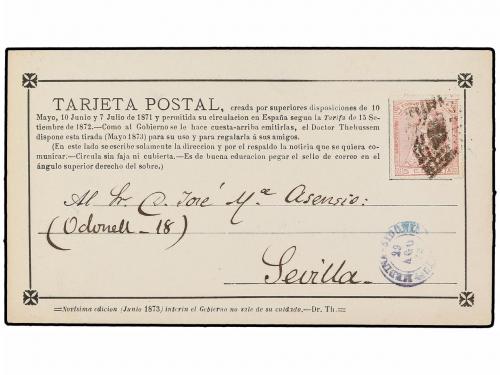 TARJETA POSTAL, creada por superiores disposiciones de 10
Mayo, 10 Junio y 7 Julio de 1871 y permitida su circulacion en España segun la Tarifa de 15 Se-
tiembre de 1872.—Como al Gobierno se le hace cuesta-arriba emitirlas, el Doctor Thebussem
dispone esta tirada (Mayo 1873) para su uso y para regalarla á sus amigos.
(En este lado se escribe solamente la direccion y por el respaldo la noticia que se quiera co-
municar:—Circula sin faja ni cubierta.—Es de buena educacion pegar el sello de correo en el
ángulo superior derecho del sobre.)
Al Sr. D. José Mª Asensio:
(Odonell - 18)
Sevilla.
MEDINA-SIDONIA
29 AGO
Novísima edicion (Junio 1873) interin el Gobierno no sale de su cuidado.—Dr. Th.